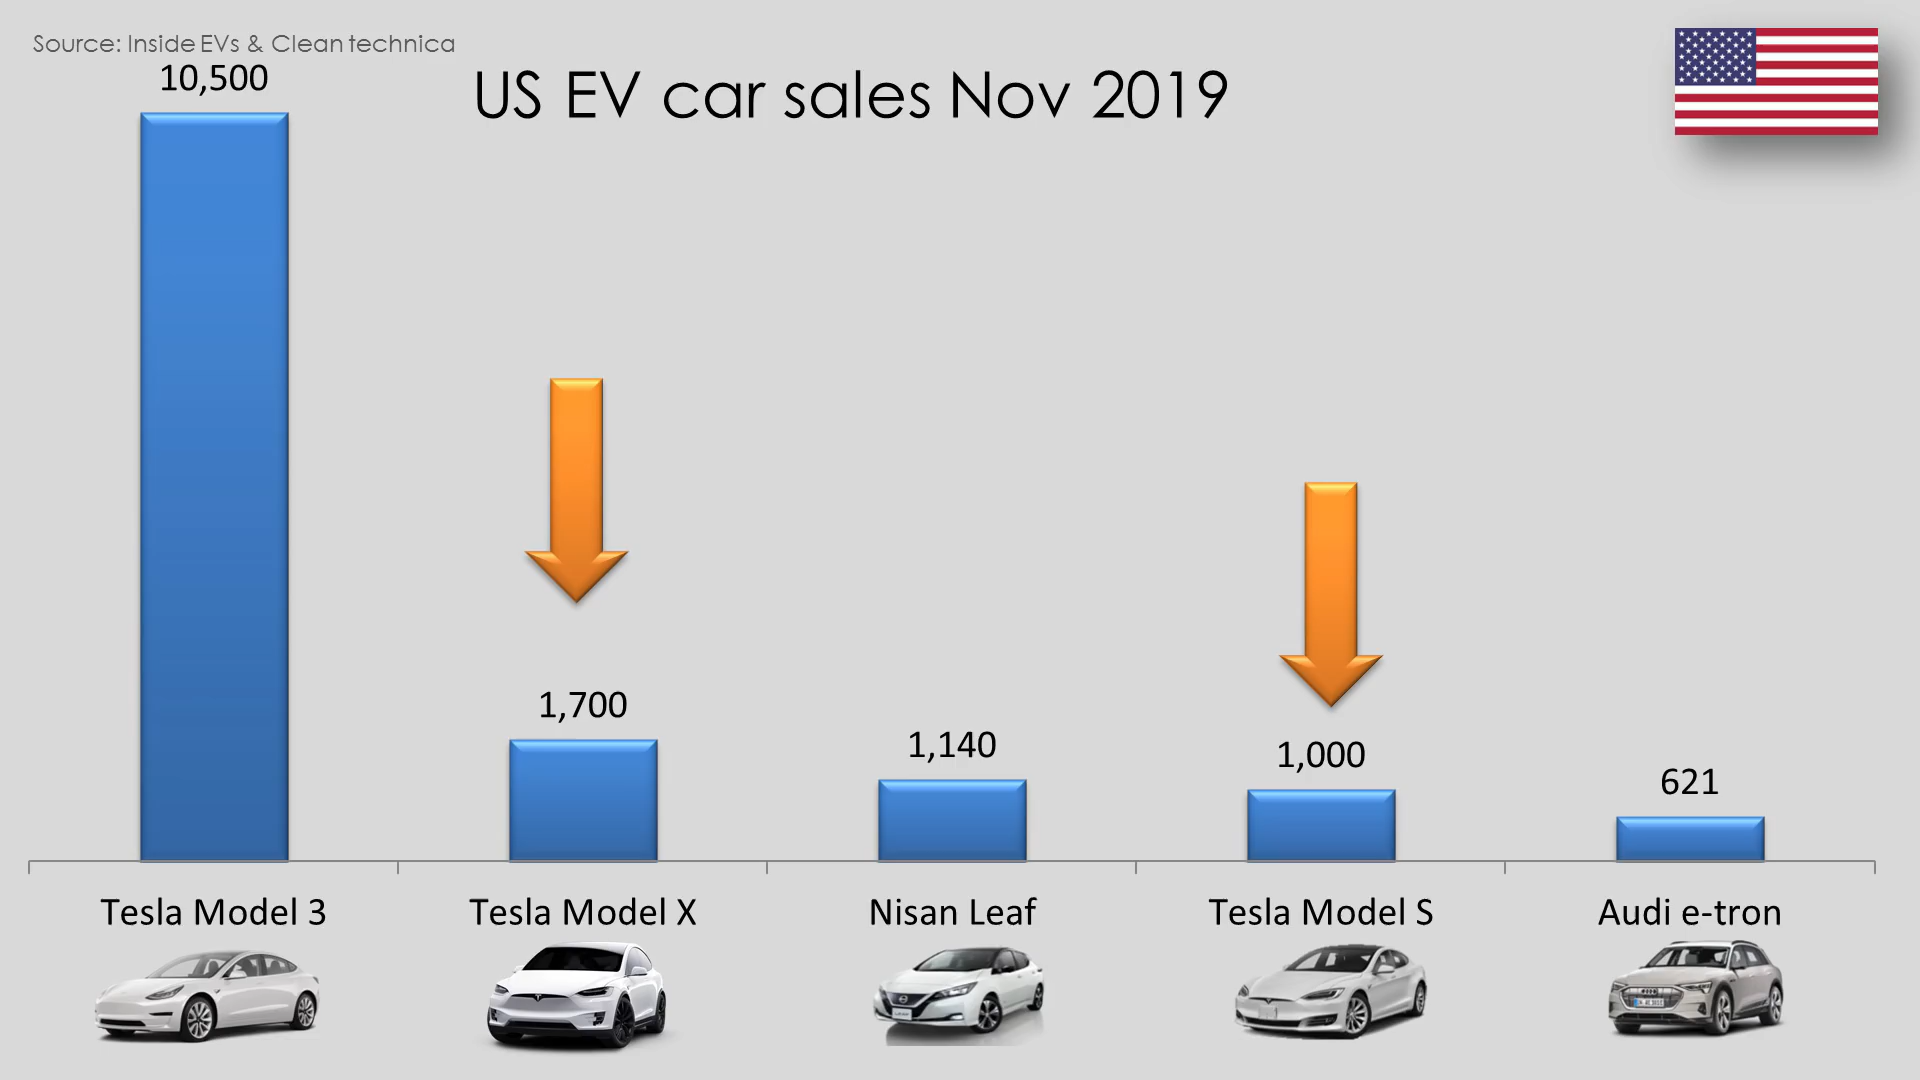 Source: Inside EVs & Clean technica
US EV car sales Nov 2019
10,500
1,700
1,140
1,000
621
Tesla Model 3
Tesla Model X
Nisan Leaf
Tesla Model S
Audi e-tron